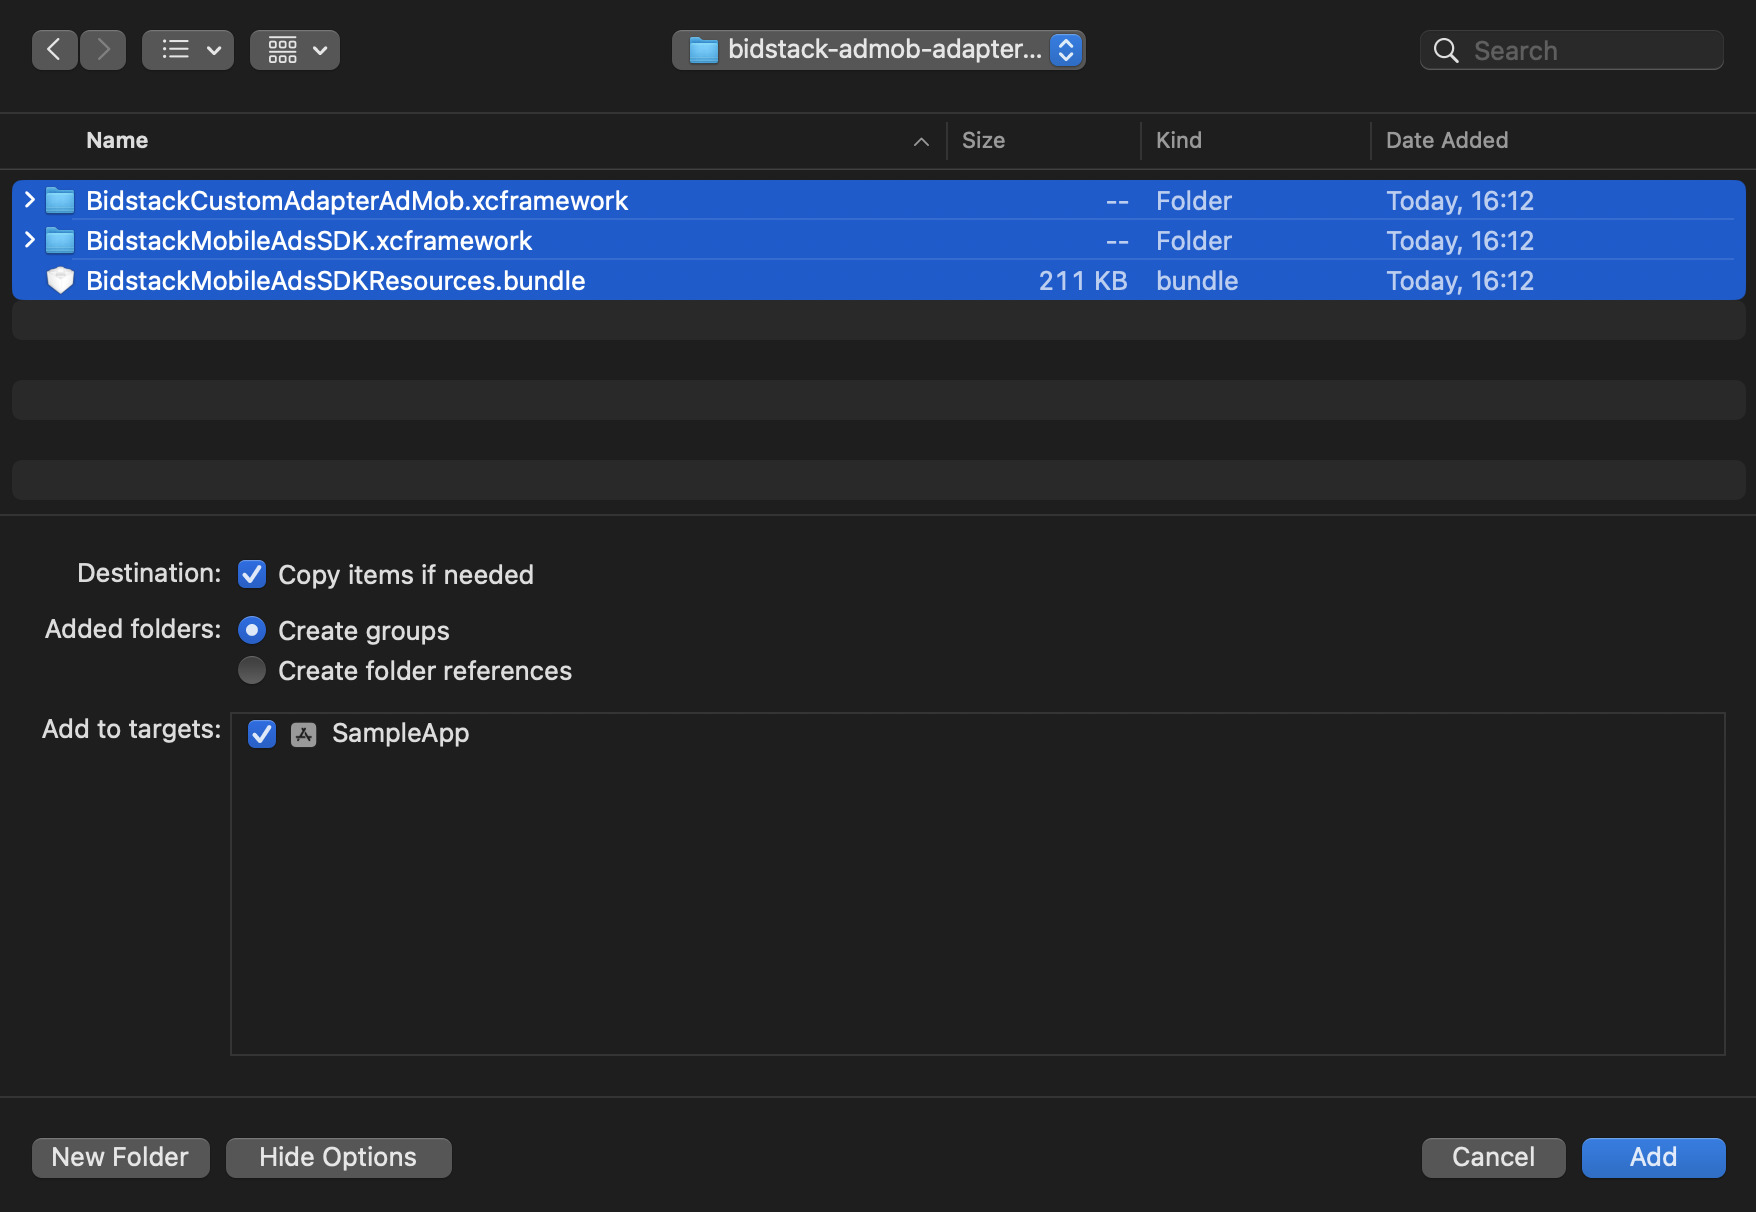 bidstack-admob-adapter...
Search
Name Size Kind Date Added
BidstackCustomAdapterAdMob.xcframework -- Folder Today, 16:12
BidstackMobileAdsSDK.xcframework -- Folder Today, 16:12
BidstackMobileAdsSDKResources.bundle 211 KB bundle Today, 16:12
Destination: Copy items if needed
Added folders: Create groups
Create folder references
Add to targets: SampleApp
New Folder Hide Options Cancel Add